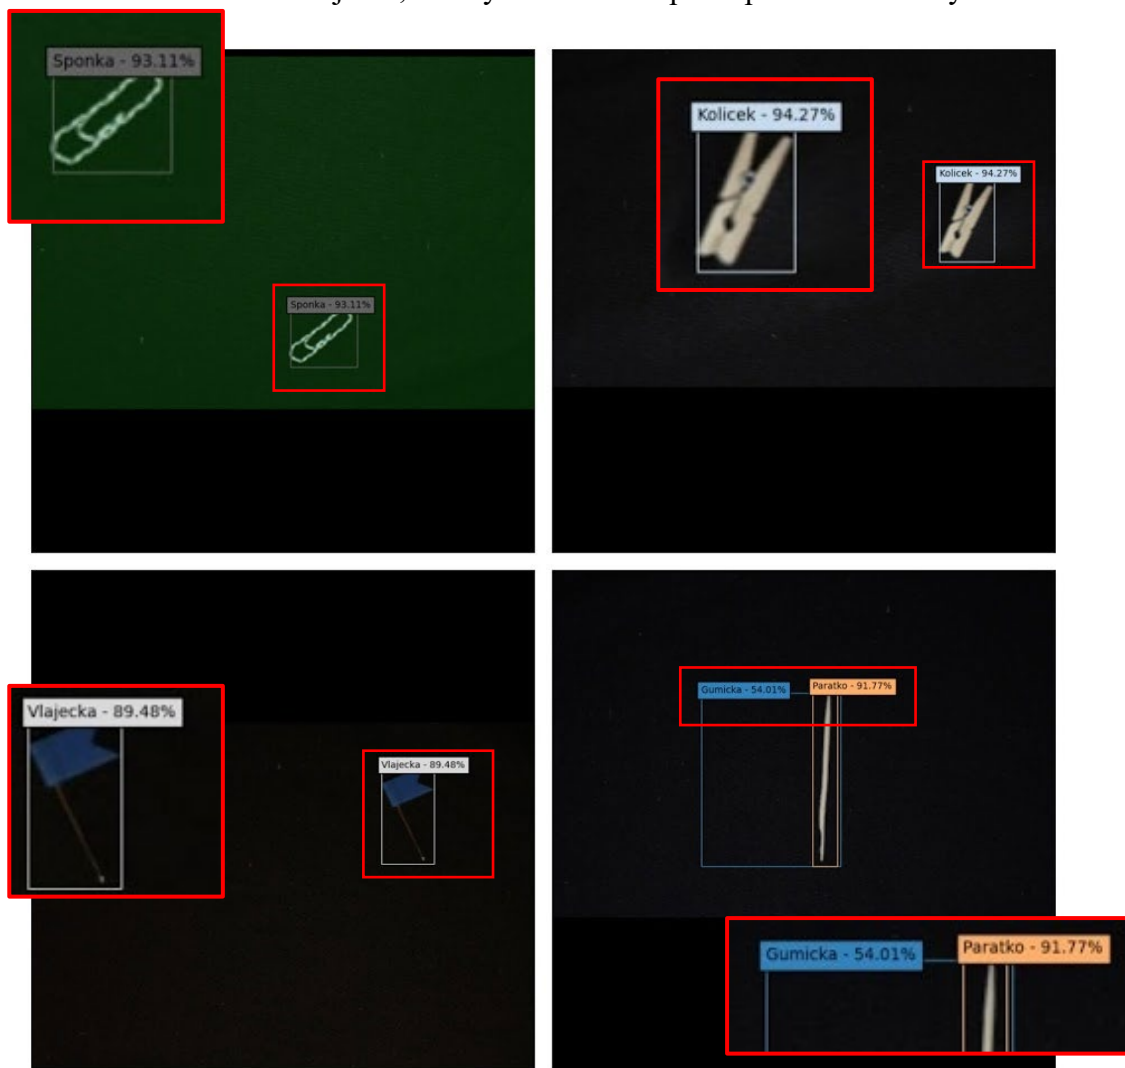 Sponka - 93.11%
Kolicek - 94.27%
Kolicek - 94.27%
Sponka - 93.11%
Vlajecka - 89.48%
Gumicka - 54.01%
Paratko - 91.77%
Vlajecka - 89.48%
Gumicka - 54.01%
Paratko - 91.77%